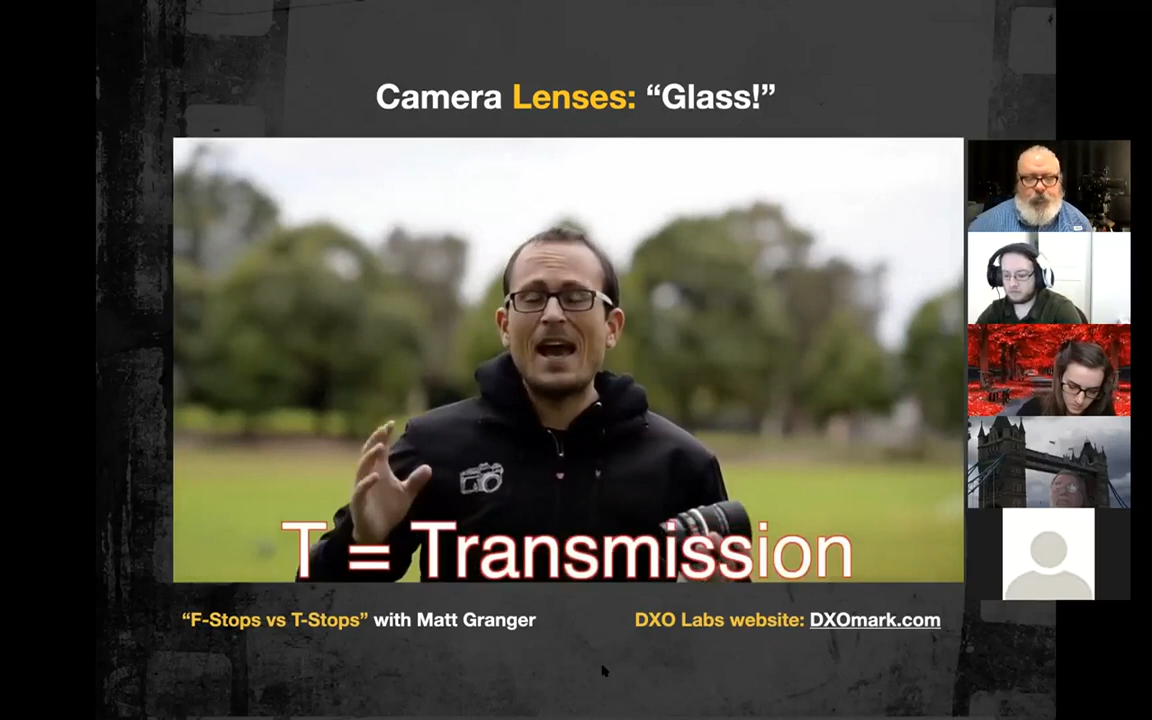 Camera Lenses: “Glass!”
T = Transmission
“F-Stops vs T-Stops” with Matt Granger
DXO Labs website: DXOmark.com